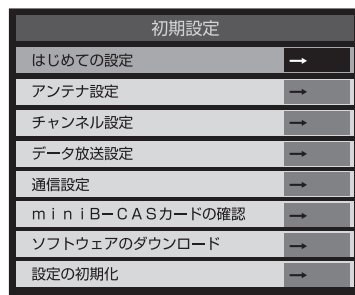 初期設定
はじめての設定 →
アンテナ設定 →
チャンネル設定 →
データ放送設定 →
通信設定 →
ｍｉｎｉＢ－ＣＡＳカードの確認 →
ソフトウェアのダウンロード →
設定の初期化 →